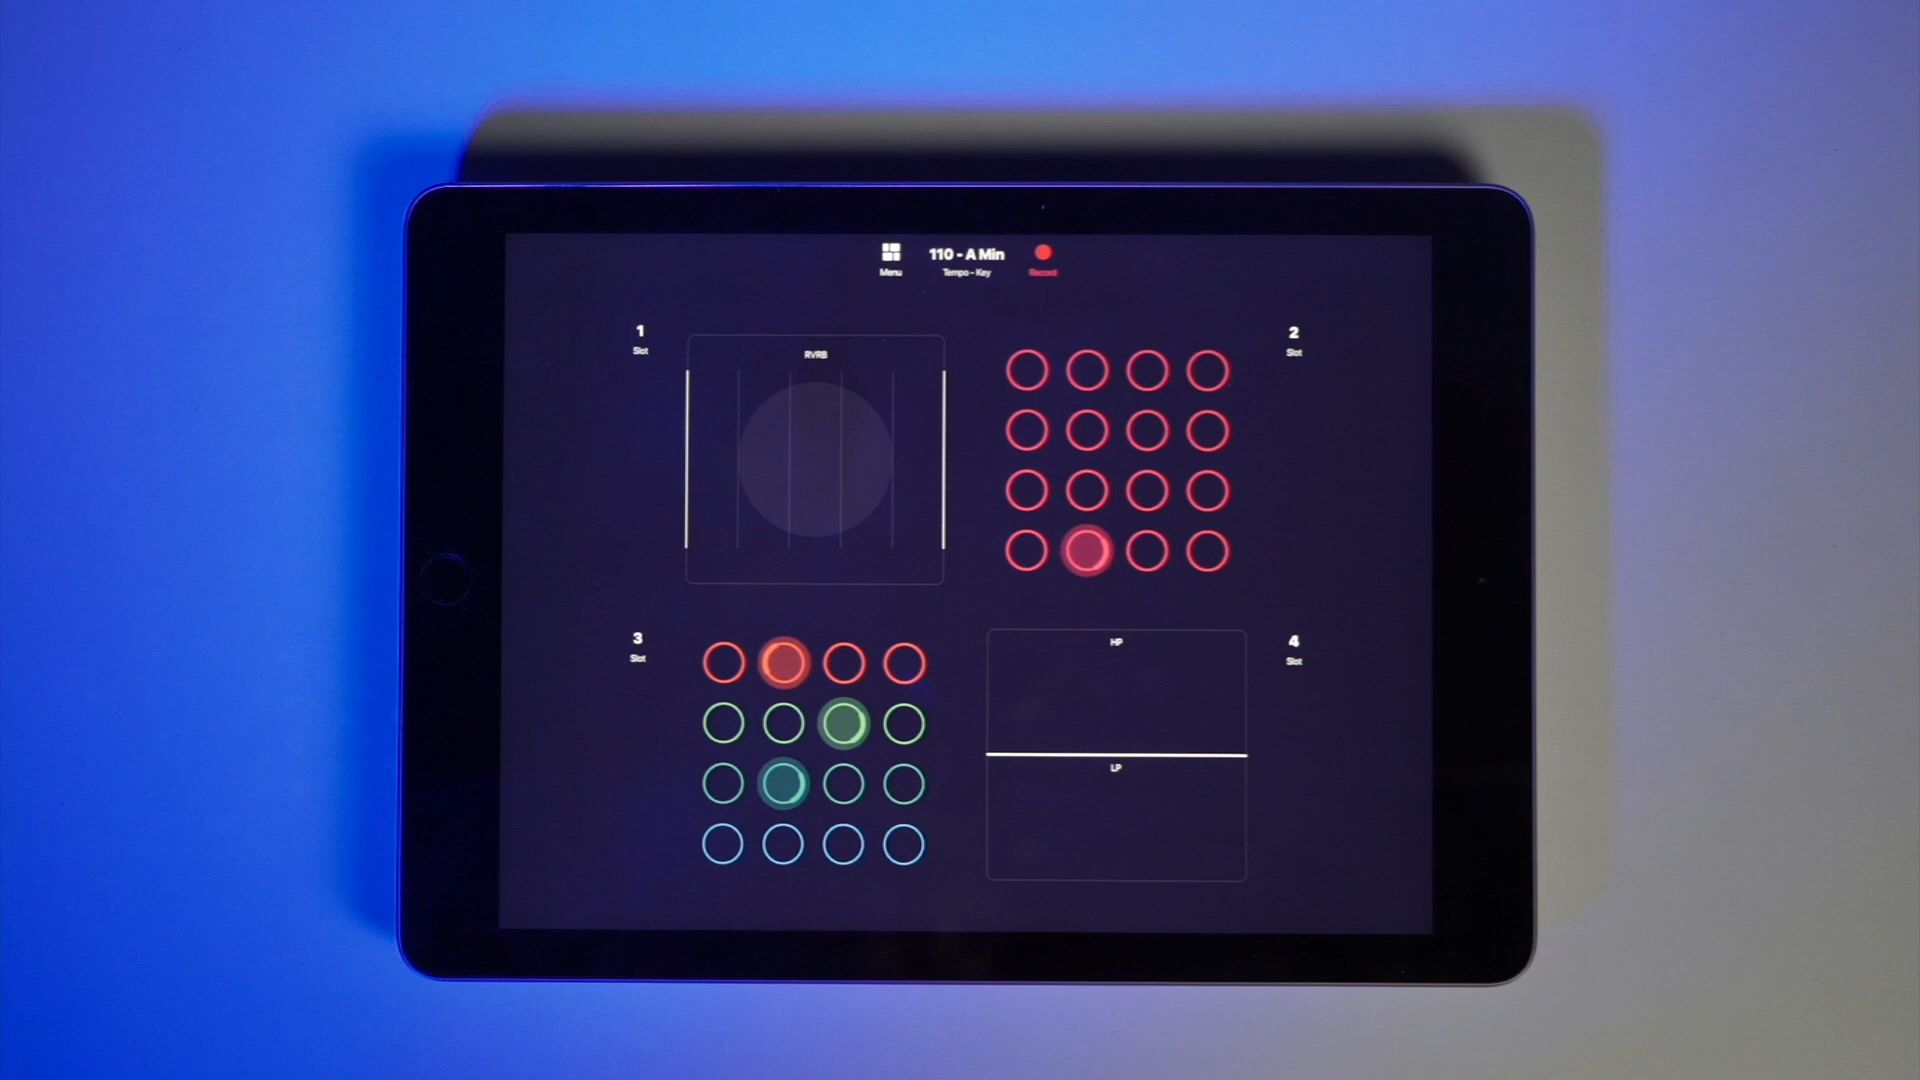 110 - A Min
Menu
Tempo - Key
Record
1
Slot
RVRB
2
Slot
3
Slot
HP
LP
4
Slot